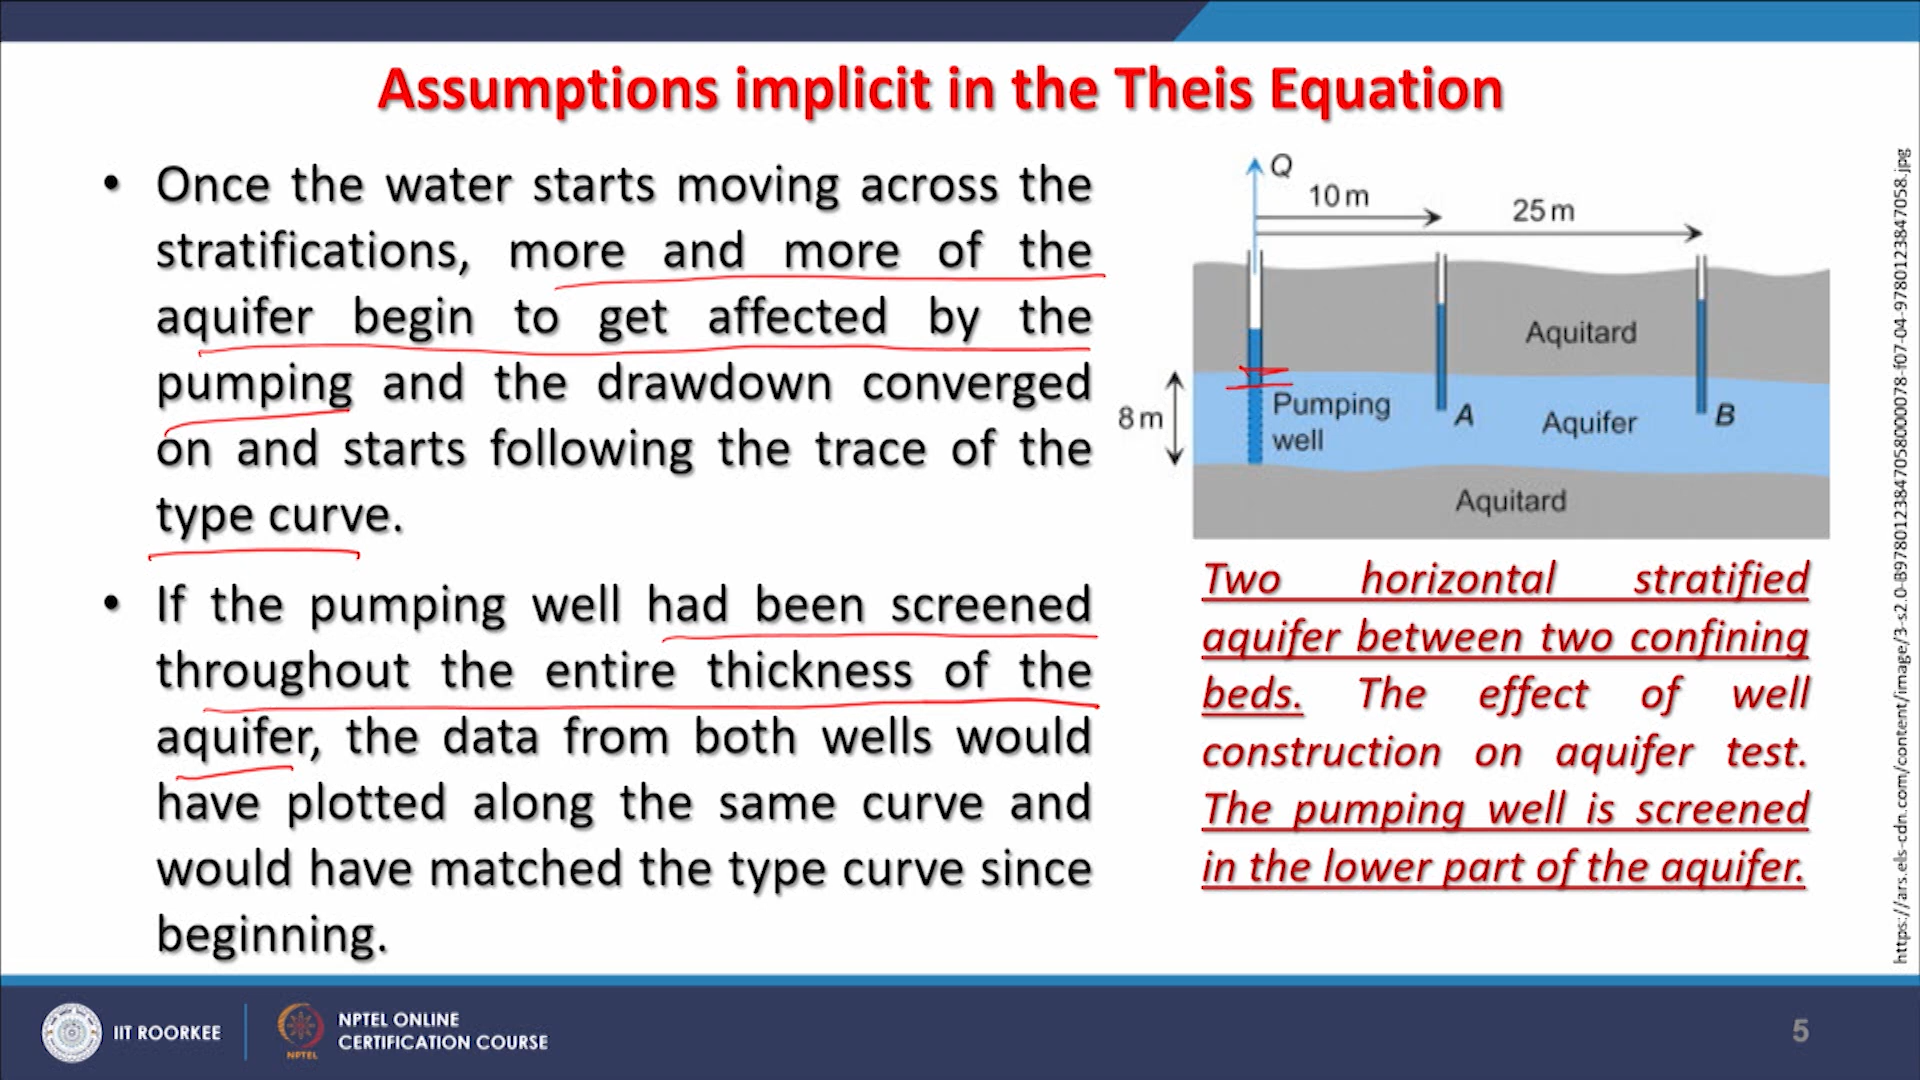 Assumptions implicit in the Theis Equation
• Once the water starts moving across the
stratifications, more and more of the
aquifer begin to get affected by the
pumping and the drawdown converged
on and starts following the trace of the
type curve.
• If the pumping well had been screened
throughout the entire thickness of the
aquifer, the data from both wells would
have plotted along the same curve and
would have matched the type curve since
beginning.
Q
10 m
25 m
Aquitard
8 m
Pumping
well
A
Aquifer
B
Aquitard
Two horizontal stratified
aquifer between two confining
beds. The effect of well
construction on aquifer test.
The pumping well is screened
in the lower part of the aquifer.
https://ars.els-cdn.com/content/image/3-s2.0-B9780123847058000078-f07-04-9780123847058.jpg
IIT ROORKEE
NPTEL
NPTEL ONLINE
CERTIFICATION COURSE
5